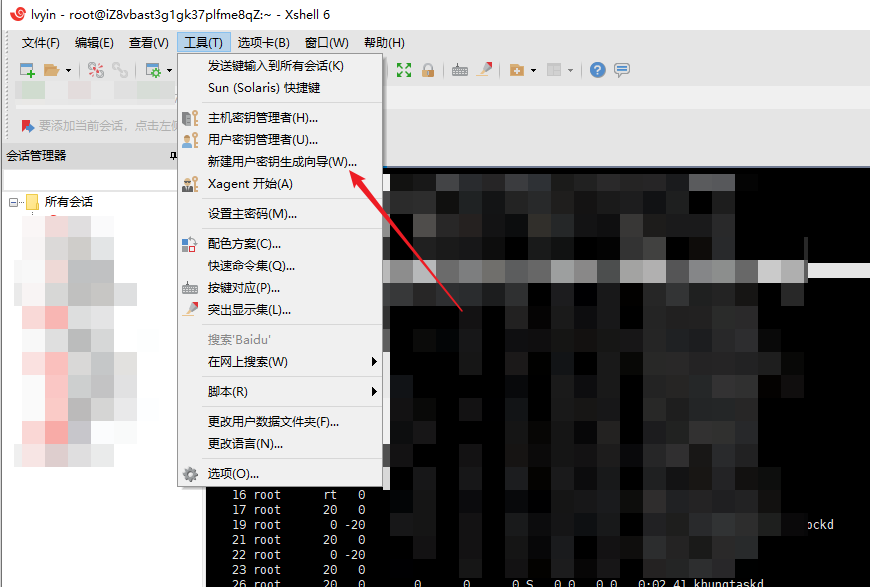 lvyin - root@iZ8vbast3g1gk37plfme8qZ:~ - Xshell 6
文件(F) 编辑(E) 查看(V) 工具(T) 选项卡(B) 窗口(W) 帮助(H)
发送键输入到所有会话(K)
Sun (Solaris) 快捷键
要添加当前会话，点击左侧
主机密钥管理者(H)...
用户密钥管理者(U)...
会话管理器
新建用户密钥生成向导(W)...
Xagent 开始(A)
所有会话
设置主密码(M)...
配色方案(C)...
快速命令集(Q)...
按键对应(P)...
突出显示集(L)...
搜索'Baidu'
在网上搜索(W)
脚本(R)
更改用户数据文件夹(F)...
更改语言(N)...
选项(O)...
16 root rt 0
17 root 20 0
19 root 0 -20 ockd
21 root 20 0
22 root 0 -20
23 root 20 0
26 root 20 0 0 0 0 S 0.0 0.0 0:02.41 khungtaskd